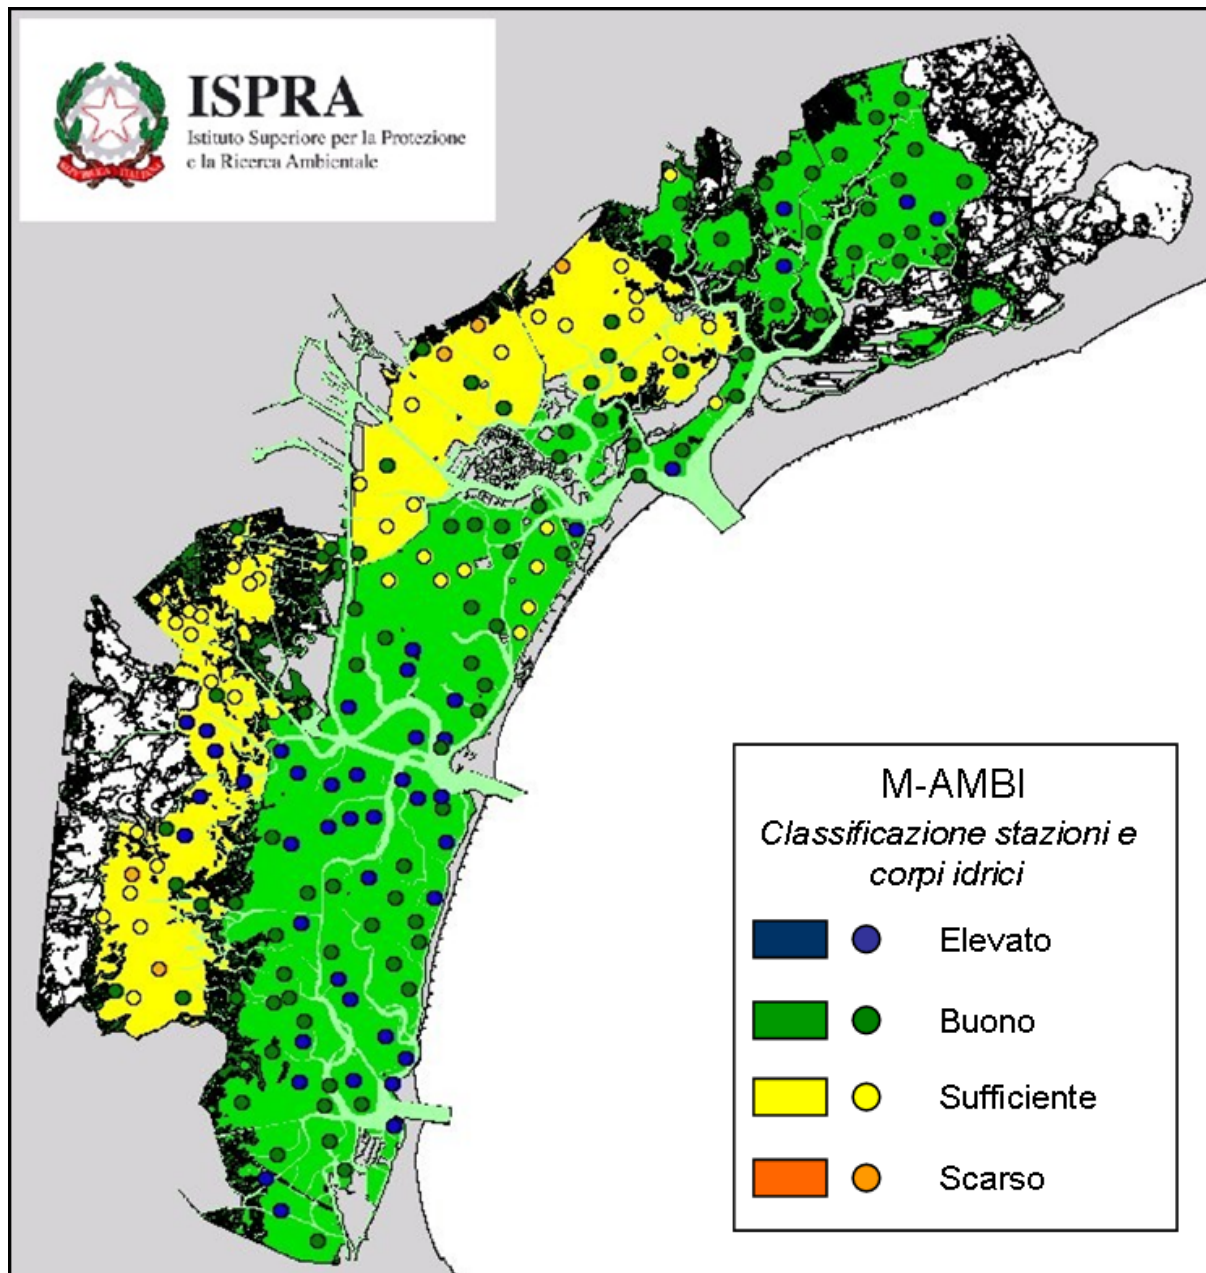 ISPRA
Istituto Superiore per la Protezione
e la Ricerca Ambientale
M-AMBI
Classificazione stazioni e
corpi idrici
Elevato
Buono
Sufficiente
Scarso